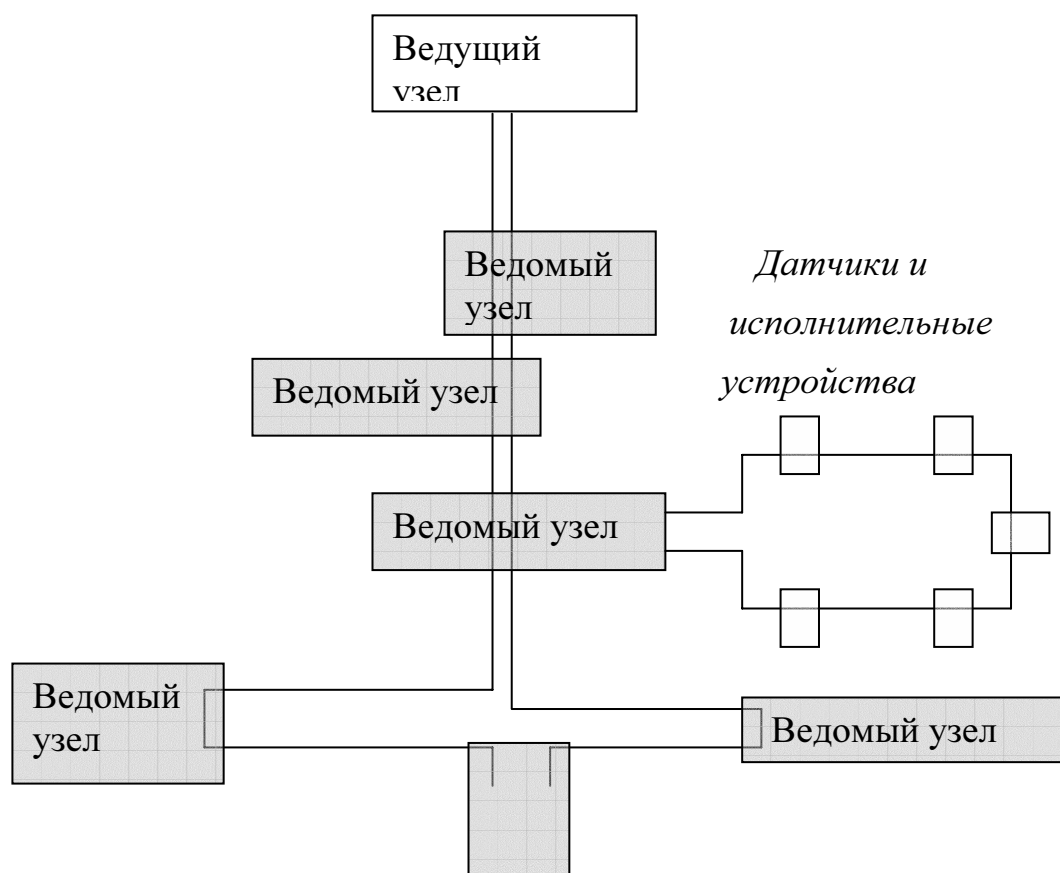 Ведущий
узел
Ведомый
узел
Датчики и
исполнительные
устройства
Ведомый узел
Ведомый узел
Ведомый
узел
Ведомый узел